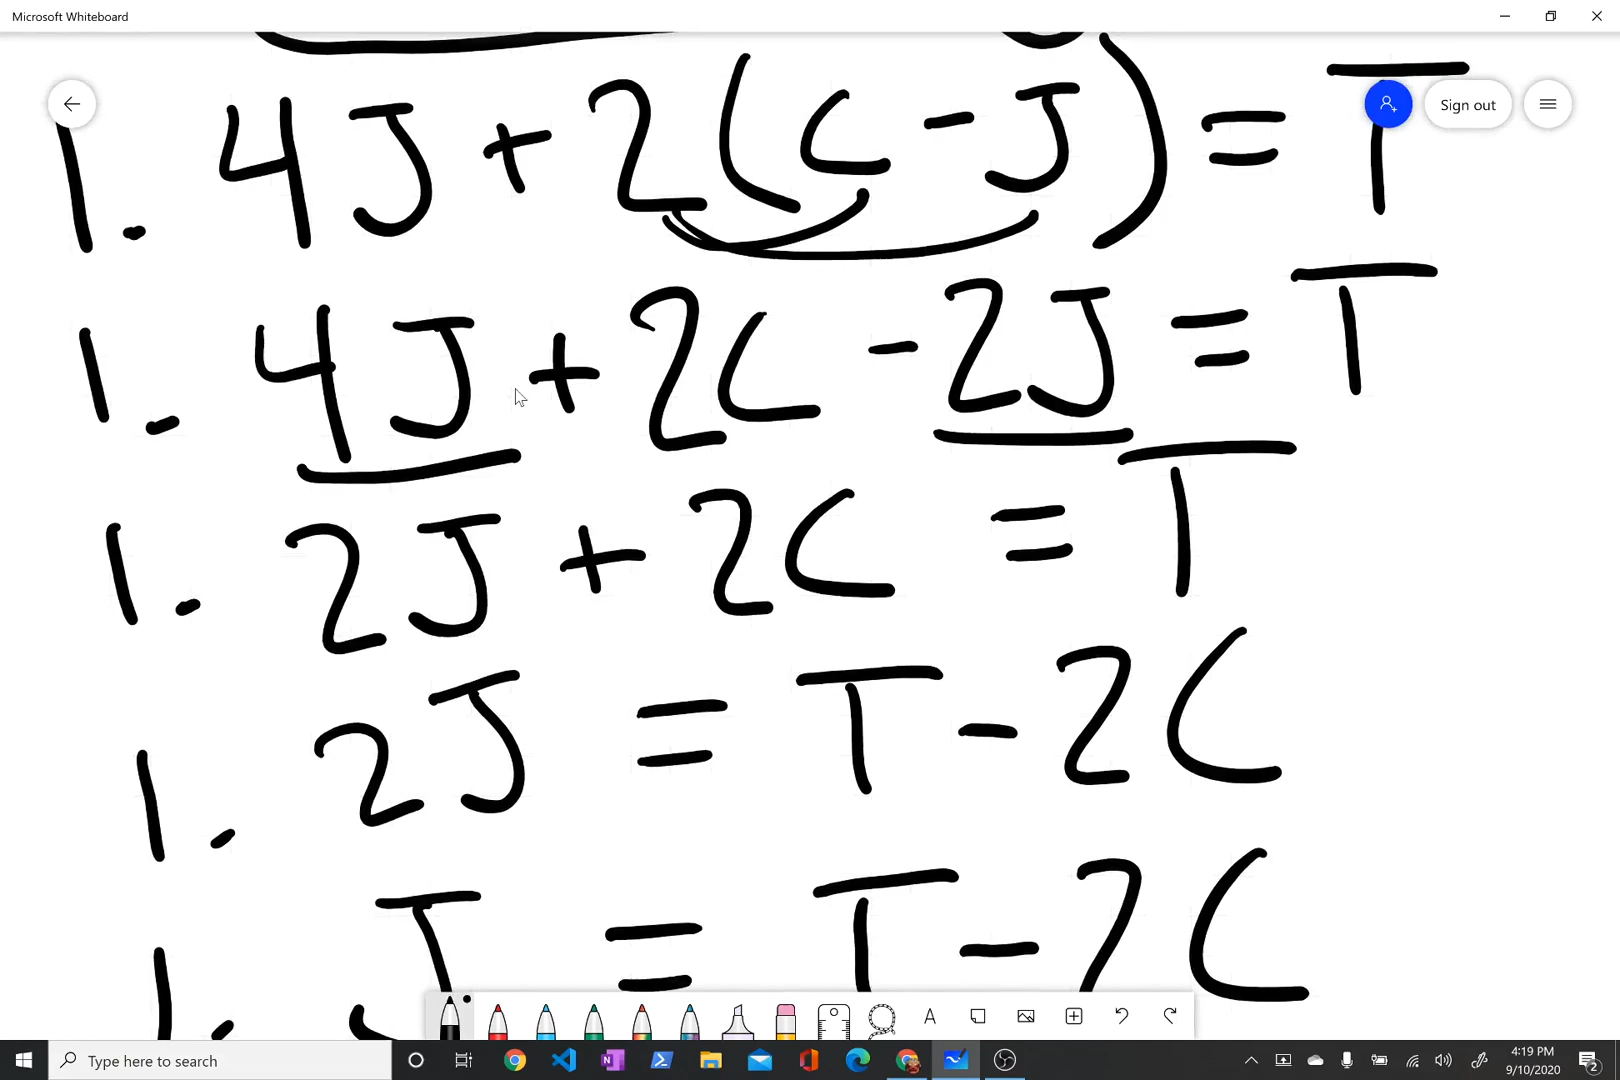 Microsoft Whiteboard
Sign out
1. 4J + 2(C - J) = T
1. 4J + 2C - 2J = T
1. 2J + 2C = T
1. 2J = T - 2C
1. J = T - 2C
A
Type here to search
4:19 PM
9/10/2020
2